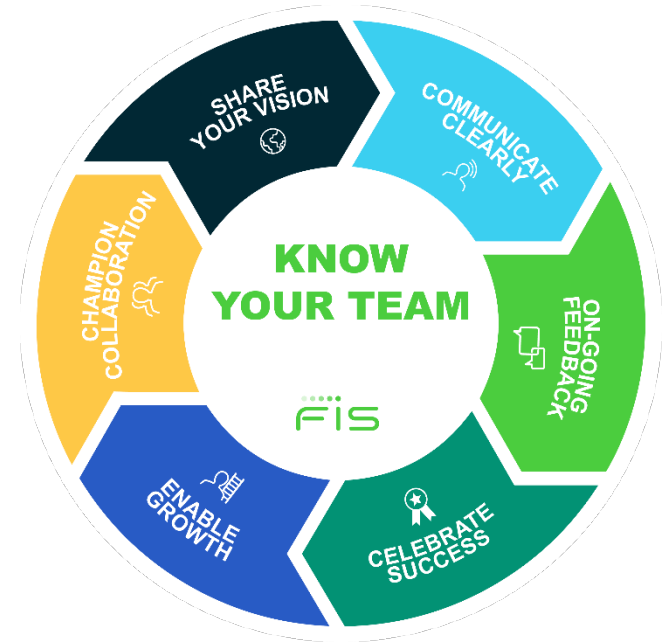 SHARE
YOUR VISION
COMMUNICATE
CLEARLY
ON-GOING
FEEDBACK
CELEBRATE
SUCCESS
ENABLE
GROWTH
CHAMPION
COLLABORATION
KNOW
YOUR TEAM
FIS